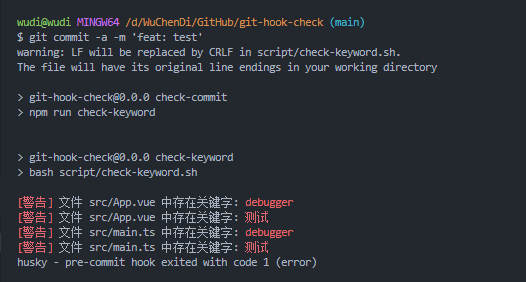 wudi@wudi MINGW64 /d/WuChenDi/GitHub/git-hook-check (main)
$ git commit -a -m 'feat: test'
warning: LF will be replaced by CRLF in script/check-keyword.sh.
The file will have its original line endings in your working directory
> git-hook-check@0.0.0 check-commit
> npm run check-keyword
> git-hook-check@0.0.0 check-keyword
> bash script/check-keyword.sh
[警告] 文件 src/App.vue 中存在关键字: debugger
[警告] 文件 src/App.vue 中存在关键字: 测试
[警告] 文件 src/main.ts 中存在关键字: debugger
[警告] 文件 src/main.ts 中存在关键字: 测试
husky - pre-commit hook exited with code 1 (error)